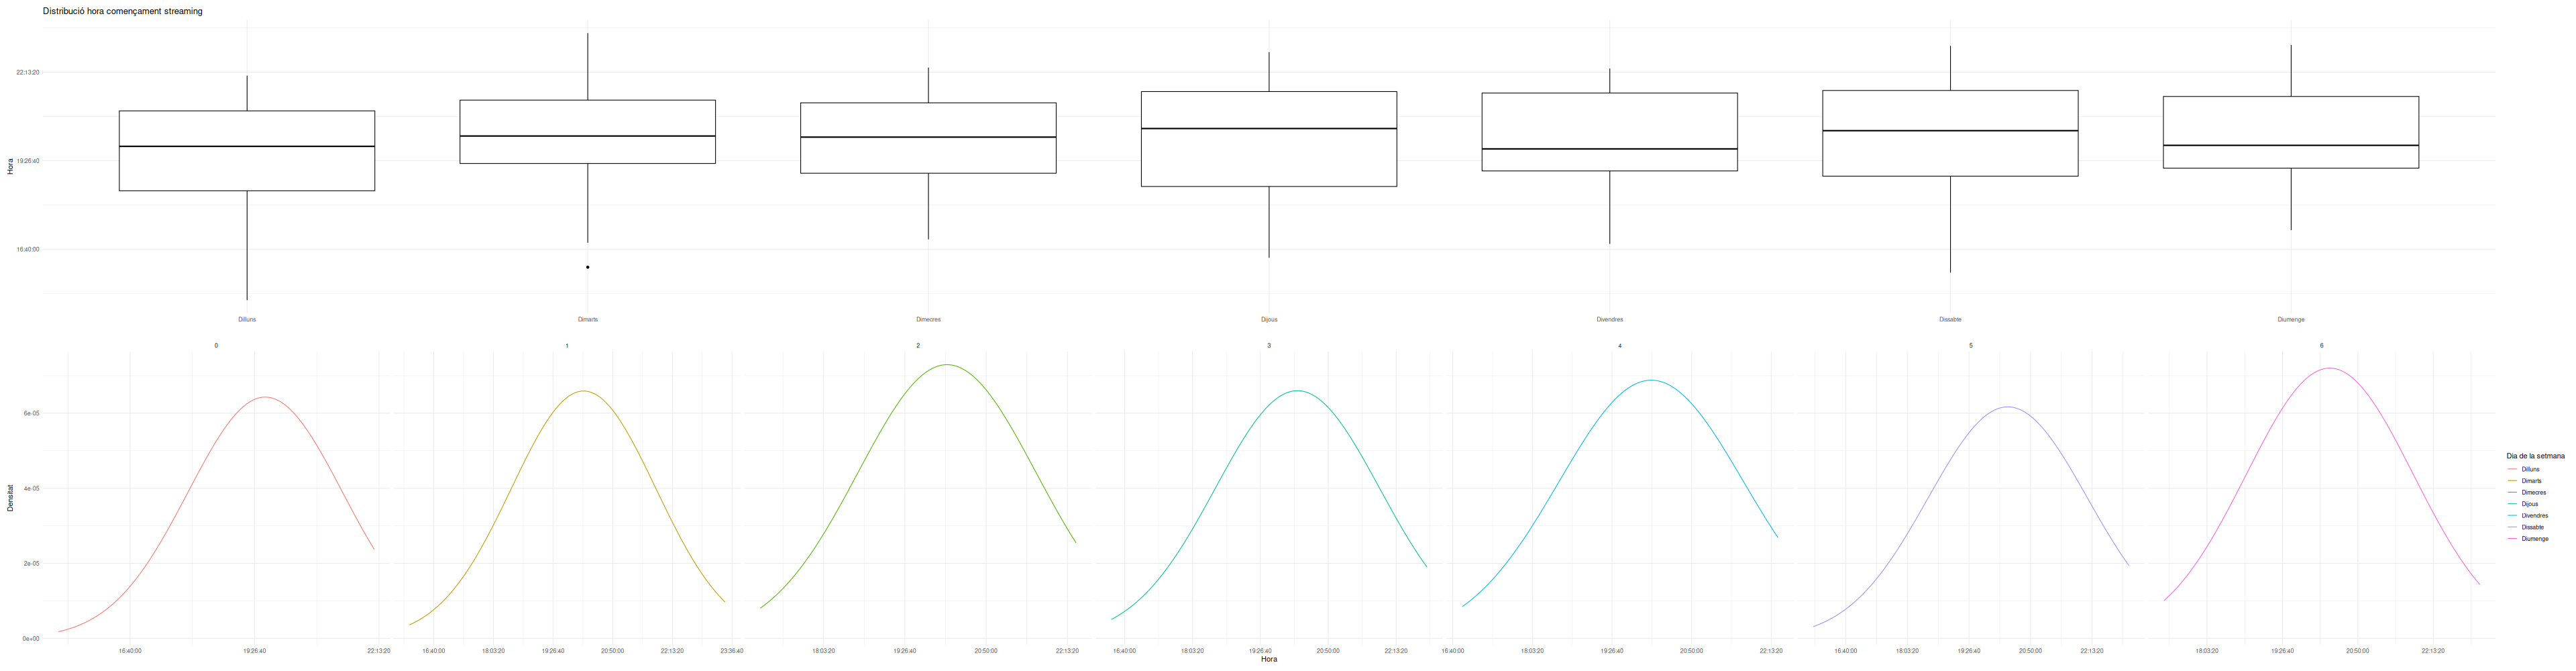 Distribució hora començament streaming
Hora
22:13:20
19:26:40
16:40:00
Dilluns Dimarts Dimecres Dijous Divendres Dissabte Diumenge
0 1 2 3 4 5 6
Densitat
6e-05
4e-05
2e-05
0e+00
16:40:00 19:26:40 22:13:20 16:40:00 18:03:20 19:26:40 20:50:00 22:13:20 23:36:40 18:03:20 19:26:40 20:50:00 22:13:20 16:40:00 18:03:20 19:26:40 20:50:00 22:13:20 16:40:00 18:03:20 19:26:40 20:50:00 22:13:20 16:40:00 18:03:20 19:26:40 20:50:00 22:13:20 18:03:20 19:26:40 20:50:00 22:13:20
Hora
Dia de la setmana
Dilluns
Dimarts
Dimecres
Dijous
Divendres
Dissabte
Diumenge